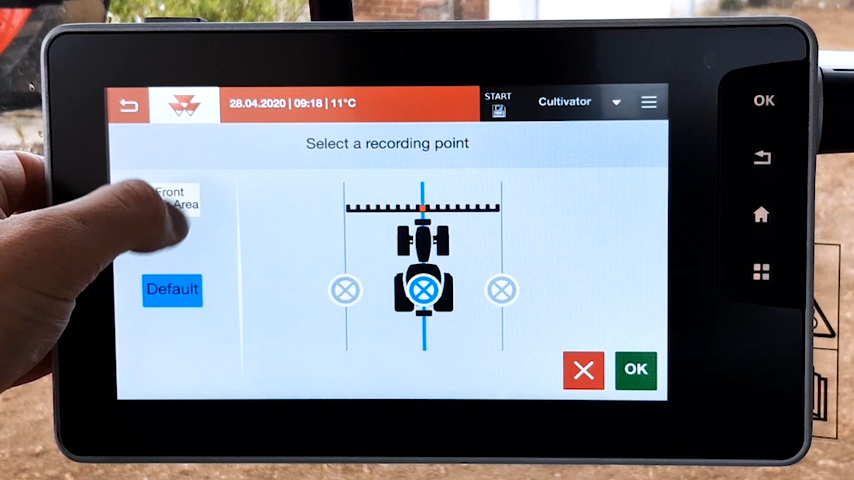 28.04.2020 | 09:18 | 11°C
START
Cultivator
OK
Select a recording point
Front
Area
Default
OK